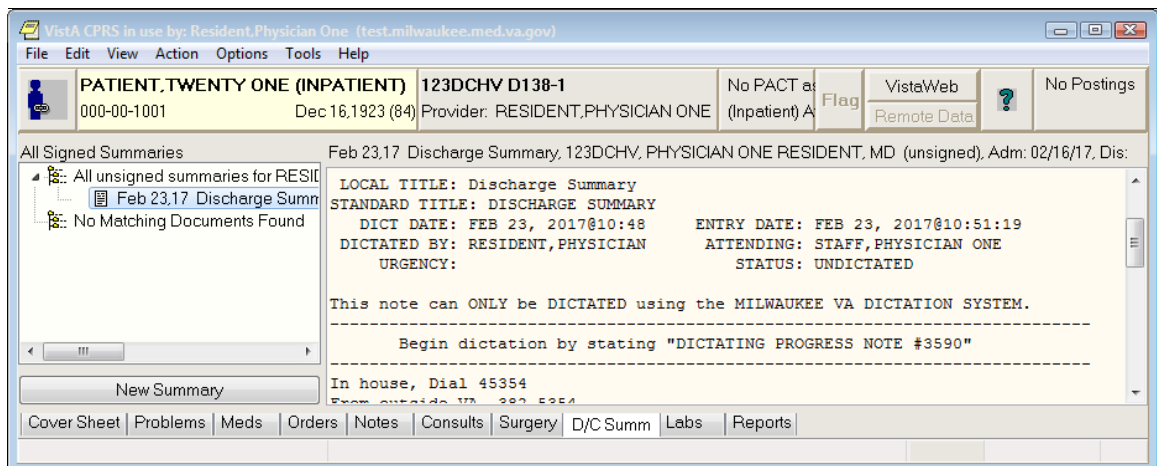 VistA CPRS in use by: Resident,Physician One (test.milwaukee.med.va.gov)
File Edit View Action Options Tools Help
PATIENT,TWENTY ONE (INPATIENT)
000-00-1001 Dec 16,1923 (84)
123DCHV D138-1
Provider: RESIDENT,PHYSICIAN ONE
No PACT as
(Inpatient) A
Flag
VistaWeb
Remote Data
?
No Postings
All Signed Summaries
All unsigned summaries for RESID
Feb 23,17 Discharge Summ
No Matching Documents Found
New Summary
Feb 23,17 Discharge Summary, 123DCHV, PHYSICIAN ONE RESIDENT, MD (unsigned), Adm: 02/16/17, Dis:
LOCAL TITLE: Discharge Summary
STANDARD TITLE: DISCHARGE SUMMARY
DICT DATE: FEB 23, 2017@10:48 ENTRY DATE: FEB 23, 2017@10:51:19
DICTATED BY: RESIDENT,PHYSICIAN ATTENDING: STAFF,PHYSICIAN ONE
URGENCY: STATUS: UNDICTATED
This note can ONLY be DICTATED using the MILWAUKEE VA DICTATION SYSTEM.
------------------------------------------------------------------------------
Begin dictation by stating "DICTATING PROGRESS NOTE #3590"
------------------------------------------------------------------------------
In house, Dial 45354
From outside VA, 382-5354
Cover Sheet Problems Meds Orders Notes Consults Surgery D/C Summ Labs Reports